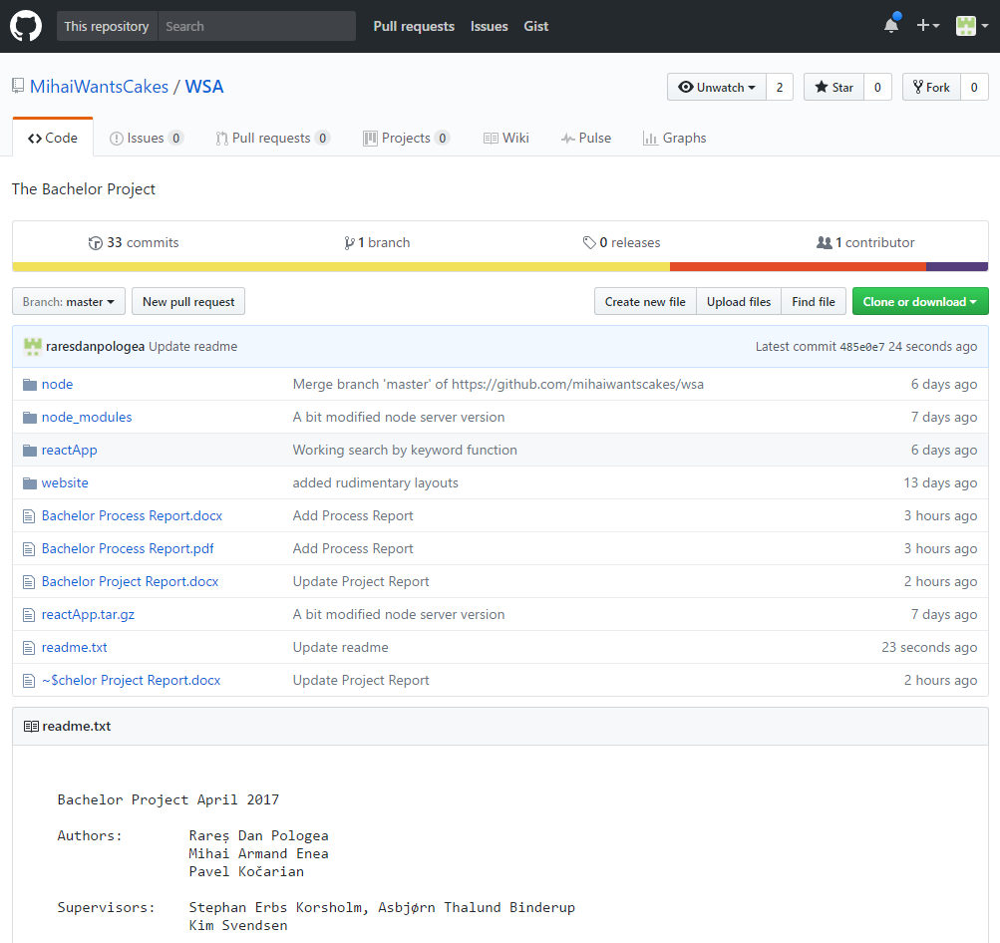 This repository Search Pull requests Issues Gist
MihaiWantsCakes / WSA Unwatch 2 Star 0 Fork 0
Code Issues 0 Pull requests 0 Projects 0 Wiki Pulse Graphs
The Bachelor Project
33 commits 1 branch 0 releases 1 contributor
Branch: master New pull request Create new file Upload files Find file Clone or download
raresdanpologea Update readme Latest commit 485e0e7 24 seconds ago
node Merge branch 'master' of https://github.com/mihaiwantscakes/wsa 6 days ago
node_modules A bit modified node server version 7 days ago
reactApp Working search by keyword function 6 days ago
website added rudimentary layouts 13 days ago
Bachelor Process Report.docx Add Process Report 3 hours ago
Bachelor Process Report.pdf Add Process Report 3 hours ago
Bachelor Project Report.docx Update Project Report 2 hours ago
reactApp.tar.gz A bit modified node server version 7 days ago
readme.txt Update readme 23 seconds ago
~$chelor Project Report.docx Update Project Report 2 hours ago
readme.txt
Bachelor Project April 2017
Authors: Rareș Dan Pologea
Mihai Armand Enea
Pavel Kočarian
Supervisors: Stephan Erbs Korsholm, Asbjørn Thalund Binderup
Kim Svendsen